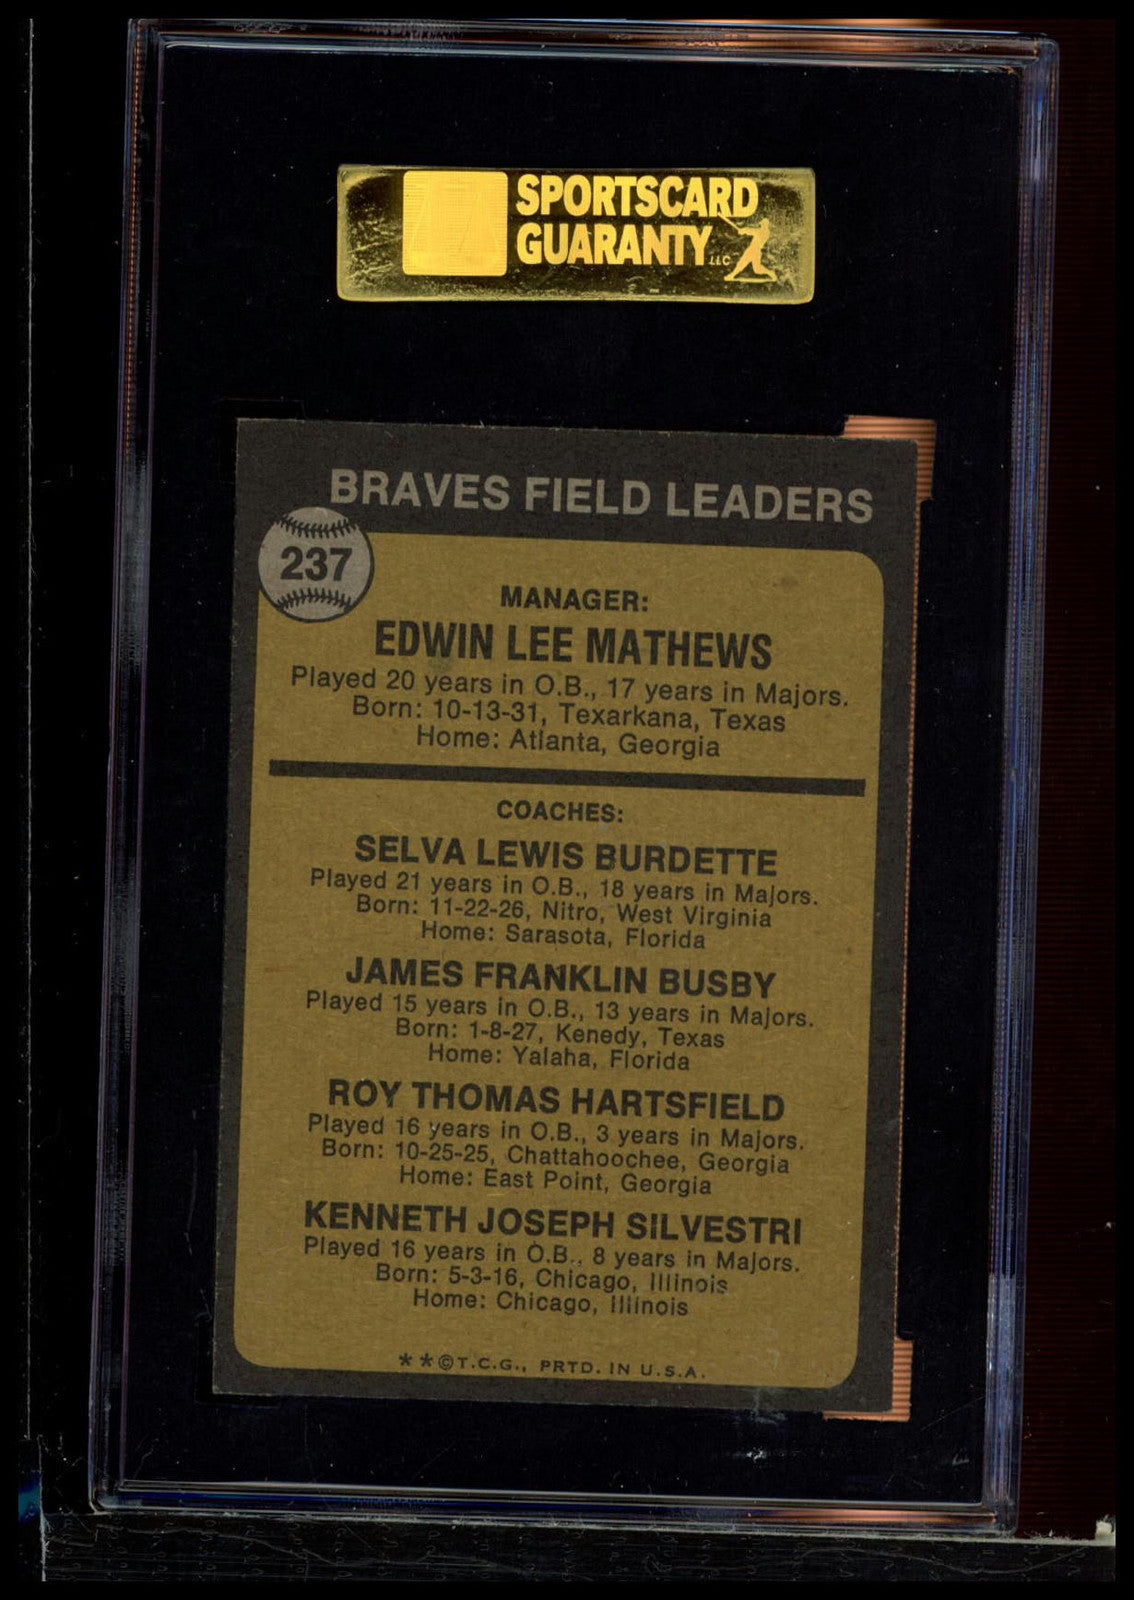 SPORTSCARD
GUARANTY LLC
BRAVES FIELD LEADERS
237
MANAGER:
EDWIN LEE MATHEWS
Played 20 years in O.B., 17 years in Majors.
Born: 10-13-31, Texarkana, Texas
Home: Atlanta, Georgia
COACHES:
SELVA LEWIS BURDETTE
Played 21 years in O.B., 18 years in Majors.
Born: 11-22-26, Nitro, West Virginia
Home: Sarasota, Florida
JAMES FRANKLIN BUSBY
Played 15 years in O.B., 13 years in Majors.
Born: 1-8-27, Kenedy, Texas
Home: Yalaha, Florida
ROY THOMAS HARTSFIELD
Played 16 years in O.B., 3 years in Majors.
Born: 10-25-25, Chattahoochee, Georgia
Home: East Point, Georgia
KENNETH JOSEPH SILVESTRI
Played 16 years in O.B., 8 years in Majors.
Born: 5-3-16, Chicago, Illinois
Home: Chicago, Illinois
**©T.C.G., PRTD. IN U.S.A.